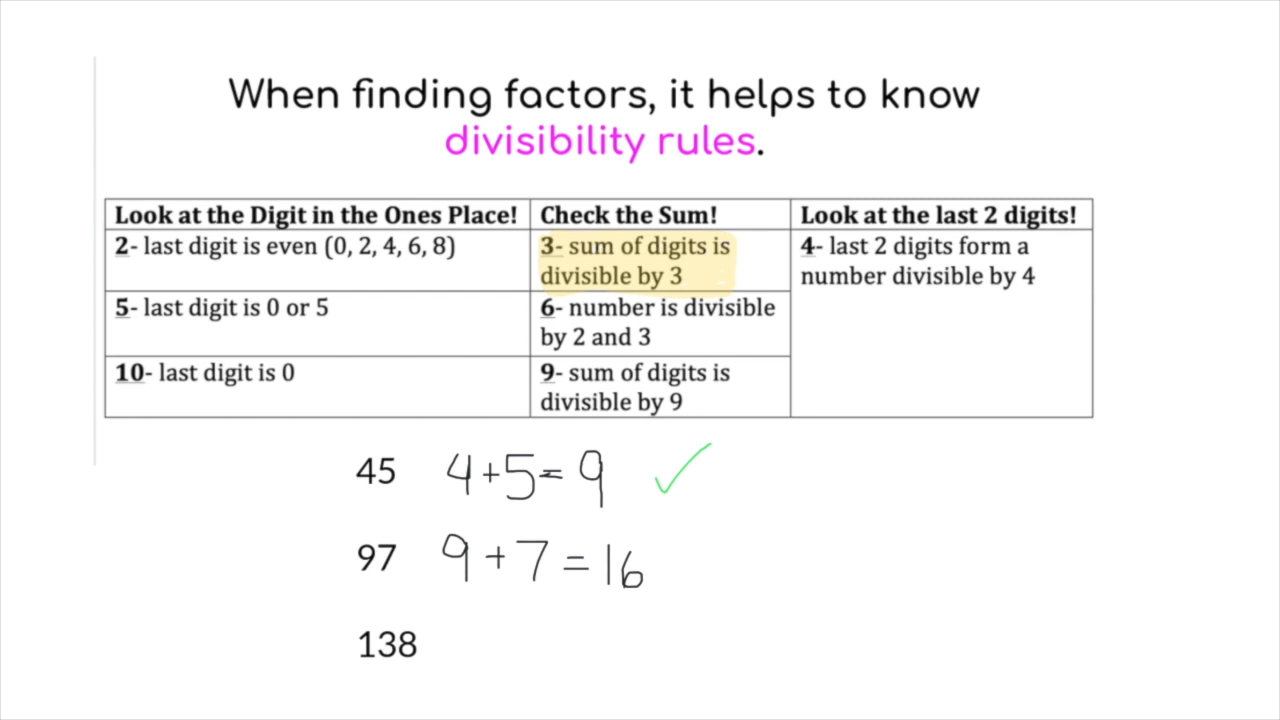 When finding factors, it helps to know
divisibility rules.
Look at the Digit in the Ones Place!
Check the Sum!
Look at the last 2 digits!
2- last digit is even (0, 2, 4, 6, 8)
3- sum of digits is
divisible by 3
4- last 2 digits form a
number divisible by 4
5- last digit is 0 or 5
6- number is divisible
by 2 and 3
10- last digit is 0
9- sum of digits is
divisible by 9
45 4+5=9 ✓
97 9+7=16
138